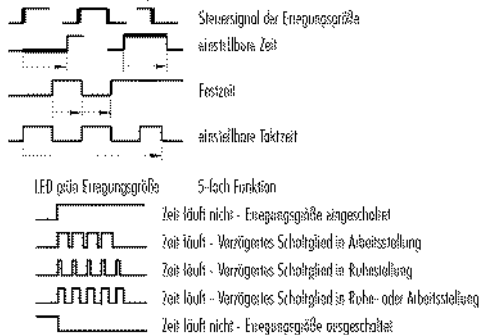 Steuersignal der Erregungsgröße
einstellbare Zeit
Festzeit
einstellbare Taktzeit
LED grün Erregungsgröße 5-fach Funktion
Zeit läuft nicht - Erregungsgröße eingeschaltet
Zeit läuft - Verzögertes Schaltglied in Arbeitsstellung
Zeit läuft - Verzögertes Schaltglied in Ruhestellung
Zeit läuft - Verzögertes Schaltglied in Ruhe- oder Arbeitsstellung
Zeit läuft nicht - Erregungsgröße ausgeschaltet